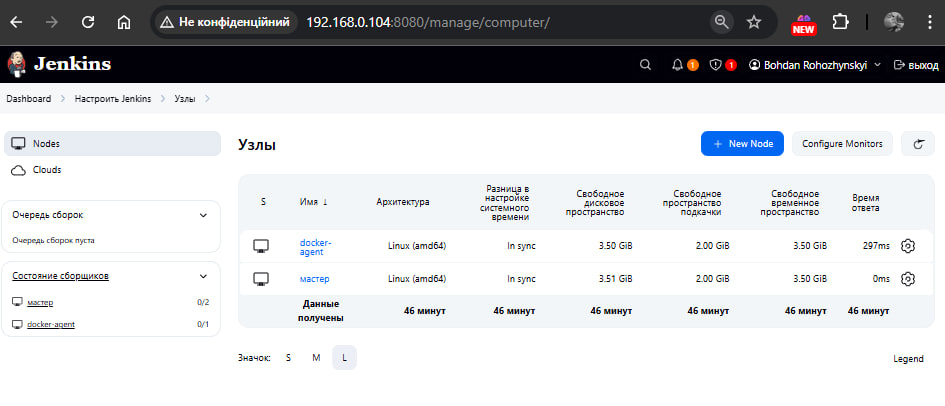 Не конфіденційний 192.168.0.104:8080/manage/computer/
NEW
Jenkins
1 1 Bohdan Rohozhynskyi выход
Dashboard Настроить Jenkins Узлы
Nodes
Clouds
Очередь сборок
Очередь сборок пуста
Состояние сборщиков
мастер 0/2
docker-agent 0/1
Узлы
+ New Node Configure Monitors
S Имя ↓ Архитектура Разница в настройке системного времени Свободное дисковое пространство Свободное пространство подкачки Свободное временное пространство Время ответа
docker-agent Linux (amd64) In sync 3.50 GiB 2.00 GiB 3.50 GiB 297ms
мастер Linux (amd64) In sync 3.51 GiB 2.00 GiB 3.50 GiB 0ms
Данные получены 46 минут 46 минут 46 минут 46 минут 46 минут 46 минут
Значок: S M L Legend